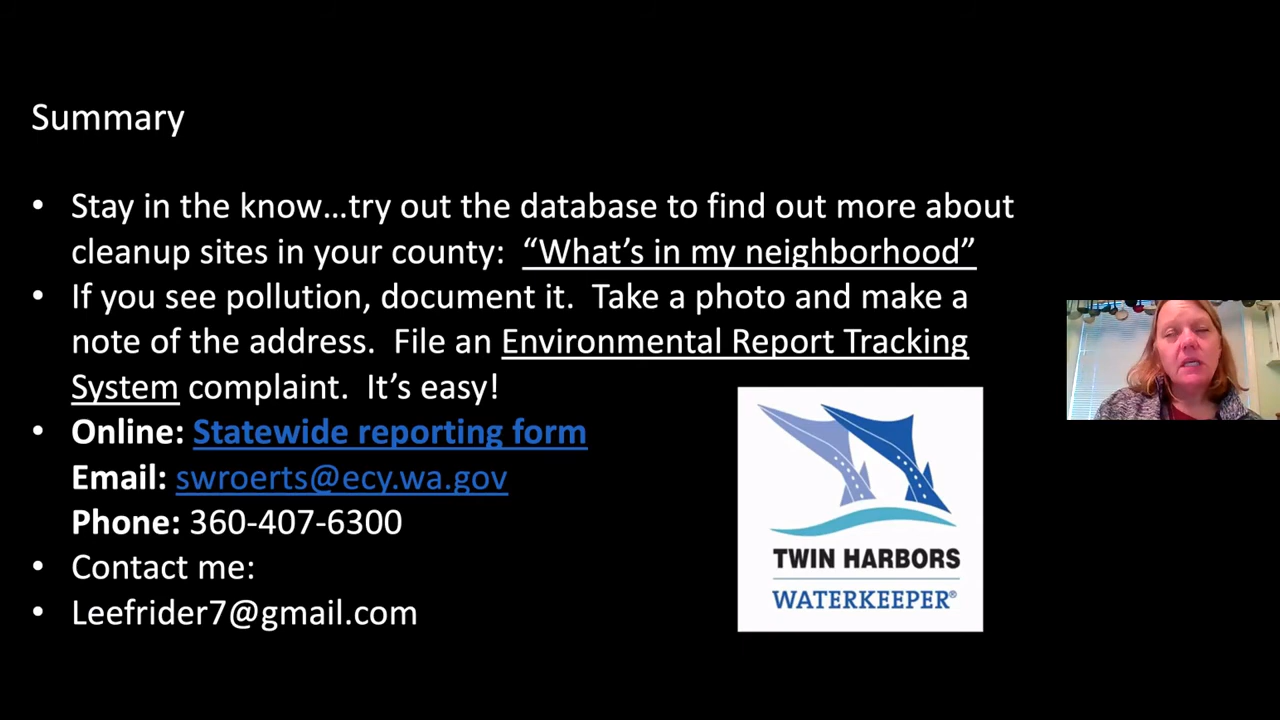 Summary
• Stay in the know…try out the database to find out more about
cleanup sites in your county:  “What’s in my neighborhood”
• If you see pollution, document it.  Take a photo and make a
note of the address.  File an Environmental Report Tracking
System complaint.  It’s easy!
• Online: Statewide reporting form
Email: swroerts@ecy.wa.gov
Phone: 360-407-6300
• Contact me:
• Leefrider7@gmail.com
TWIN HARBORS
WATERKEEPER®